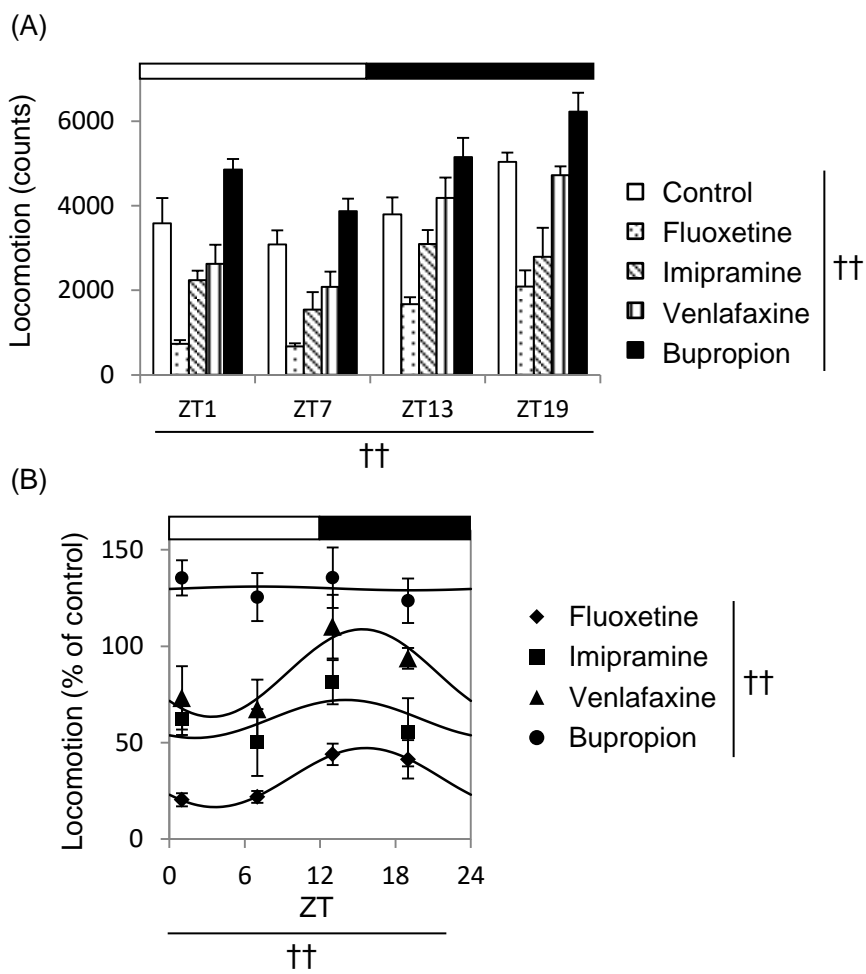 (A)
Locomotion (counts)
6000
4000
2000
0
ZT1 ZT7 ZT13 ZT19
††
Control
Fluoxetine
Imipramine
Venlafaxine
Bupropion
††
(B)
Locomotion (% of control)
150
100
50
0
0 6 12 18 24
ZT
††
Fluoxetine
Imipramine
Venlafaxine
Bupropion
††